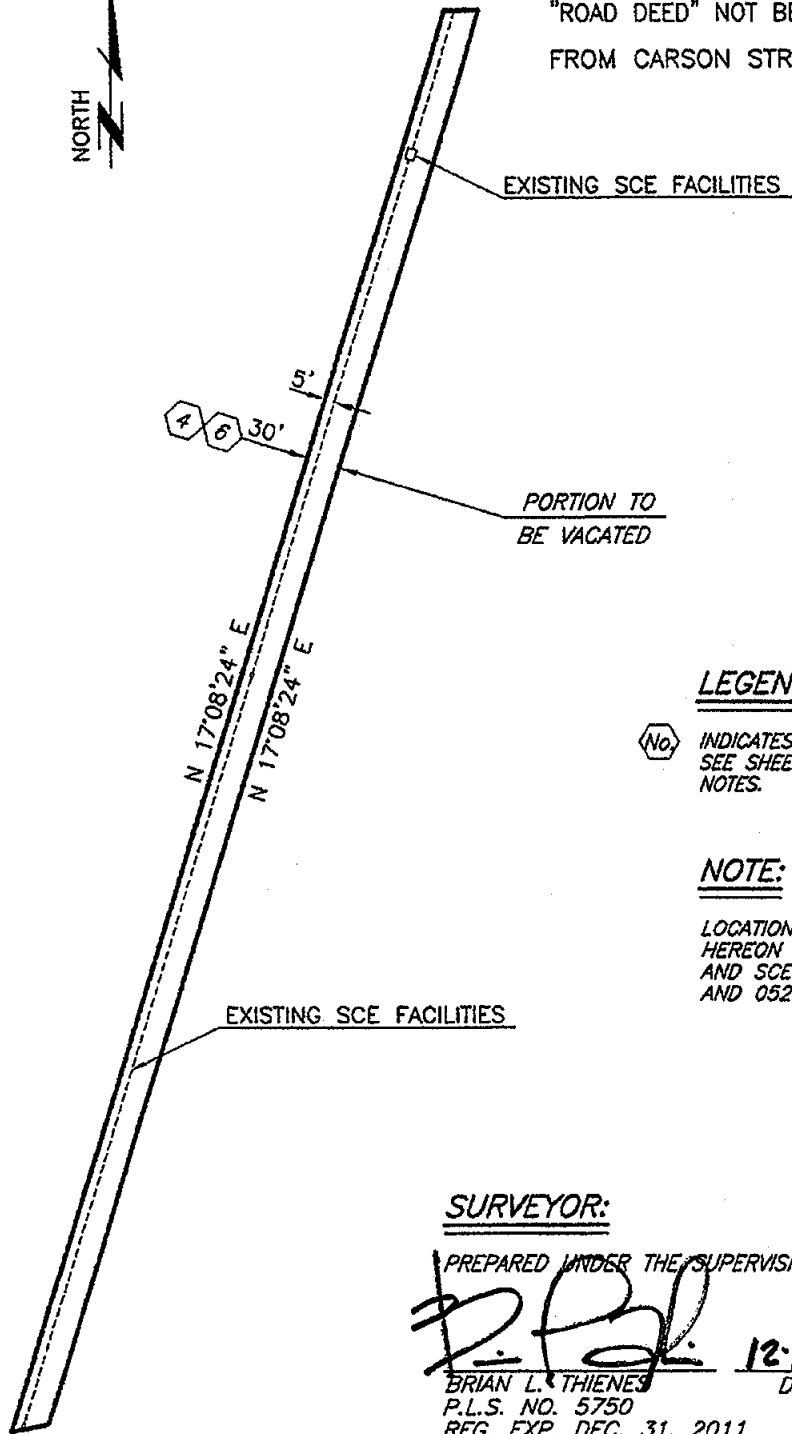 "ROAD DEED" NOT BE
FROM CARSON STR
NORTH
EXISTING SCE FACILITIES
5'
4 6 30'
PORTION TO
BE VACATED
N 17°08'24" E
N 17°08'24" E
LEGEN
No. INDICATES
SEE SHEE
NOTES.
NOTE:
LOCATION
HEREON
AND SCE
AND 052
EXISTING SCE FACILITIES
SURVEYOR:
PREPARED UNDER THE SUPERVIS
12-
BRIAN L. THIENES D
P.L.S. NO. 5750
REG. EXP. DEC. 31, 2011